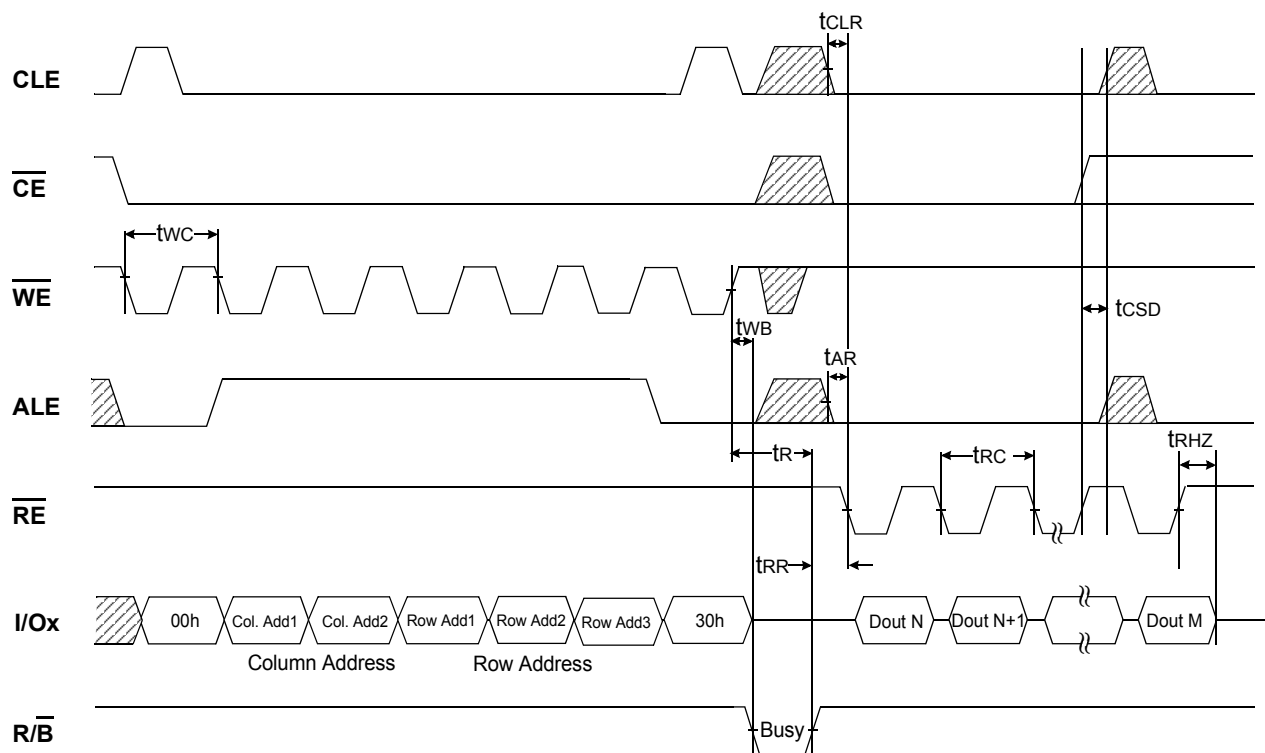 tCLR
CLE
CE
tWC
WE
tWB
tCSD
tAR
ALE
tR
tRC
tRHZ
RE
tRR
I/Ox
00h
Col. Add1
Col. Add2
Row Add1
Row Add2
Row Add3
30h
Dout N
Dout N+1
Dout M
Column Address
Row Address
R/B
Busy